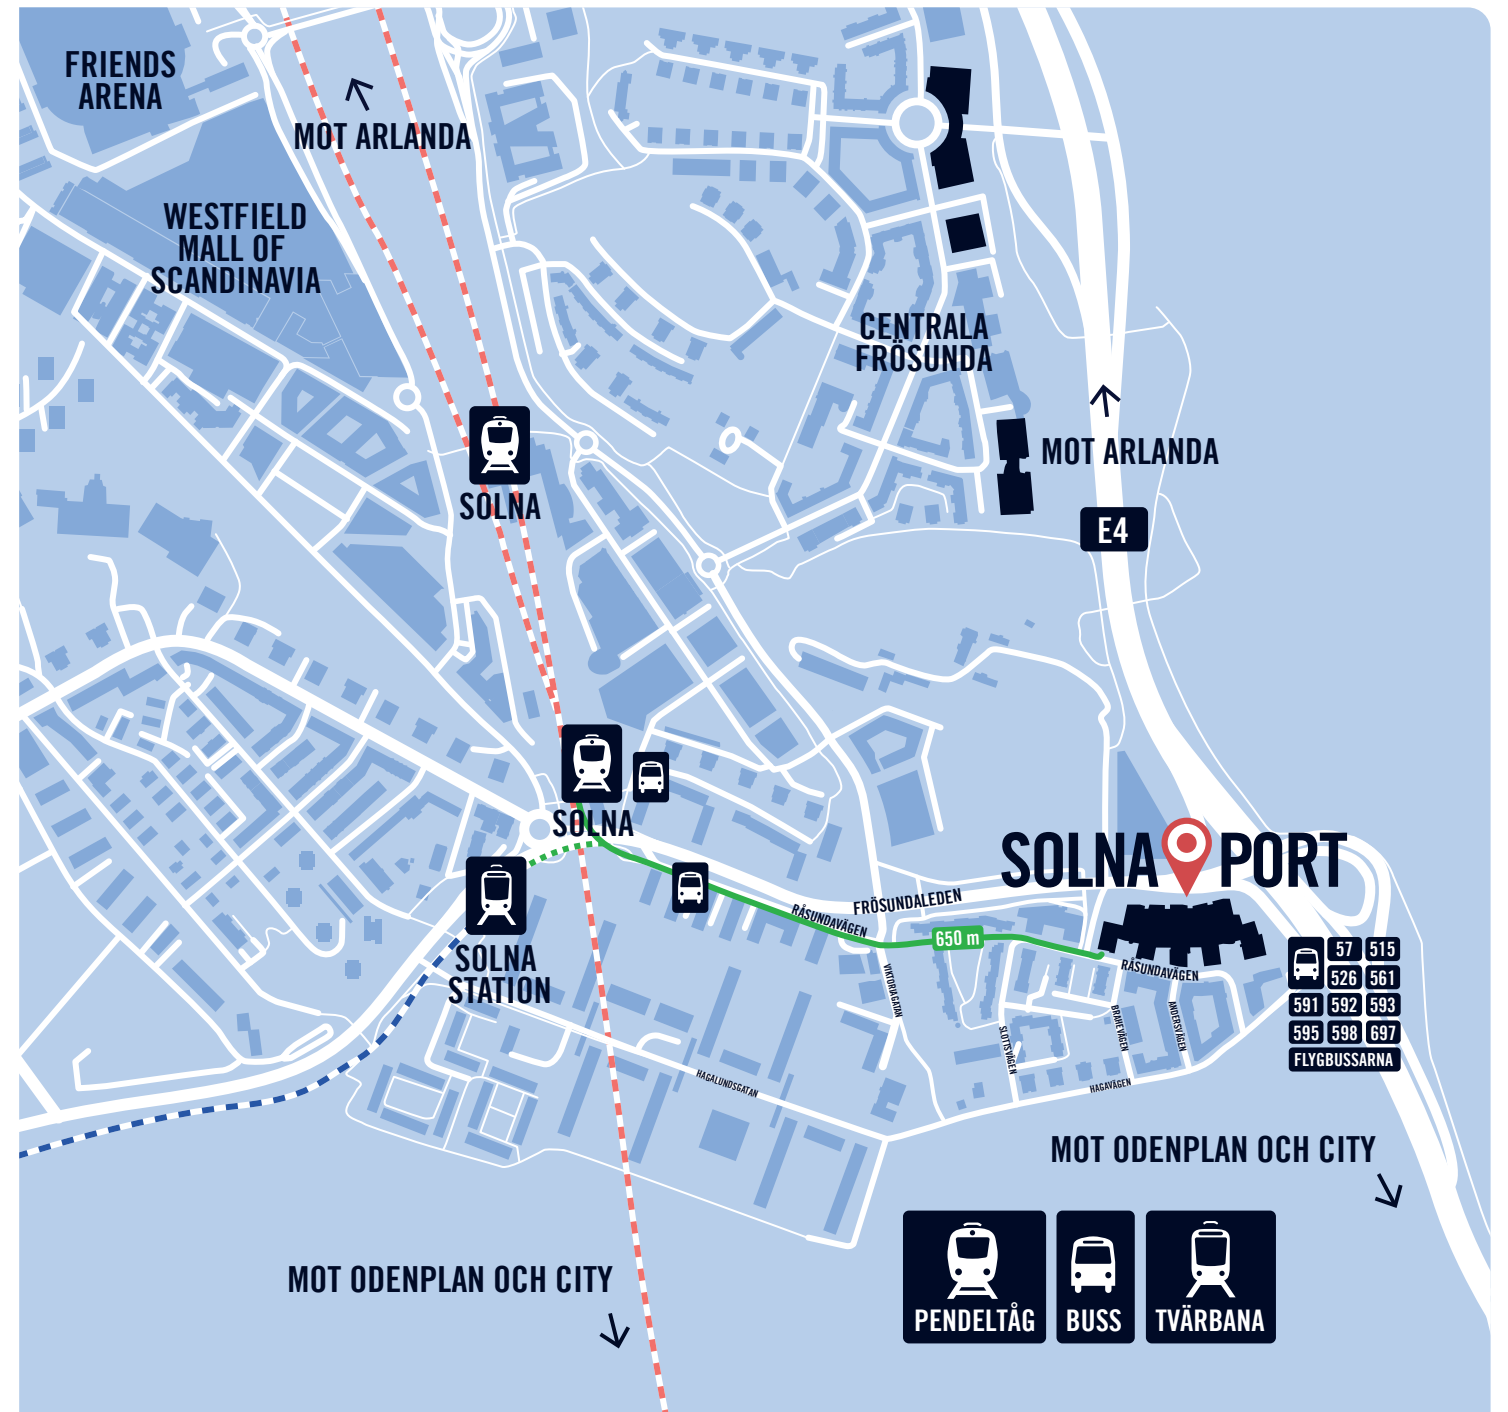 FRIENDS
ARENA
MOT ARLANDA
WESTFIELD
MALL OF
SCANDINAVIA
CENTRALA
FRÖSUNDA
MOT ARLANDA
SOLNA
E4
SOLNA
SOLNA PORT
FRÖSUNDALEDEN
RÅSUNDAVÄGEN
650 m
SOLNA
STATION
RÅSUNDAVÄGEN
VIKTORIAGATAN
SLOTTSVÄGEN
BRAHEVÄGEN
ANDERSVÄGEN
57 515
526 561
591 592 593
595 598 697
FLYGBUSSARNA
HAGALUNDSGATAN
HAGAVÄGEN
MOT ODENPLAN OCH CITY
MOT ODENPLAN OCH CITY
PENDELTÅG
BUSS
TVÄRBANA